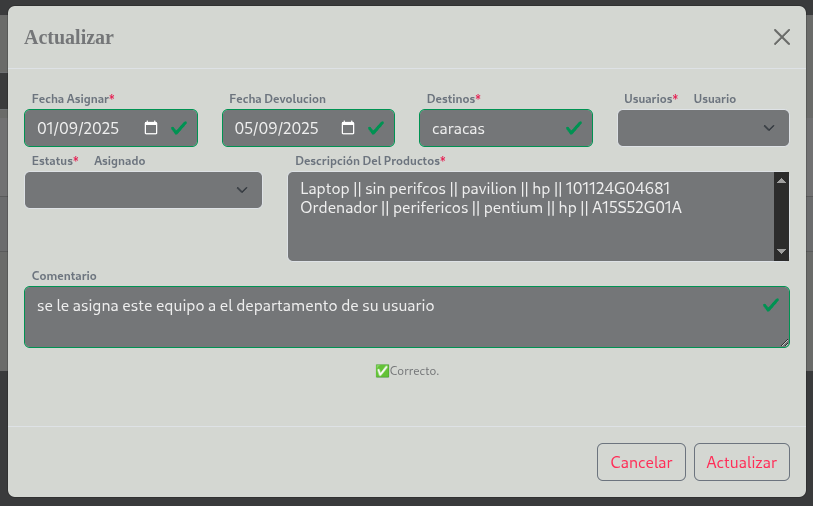 Actualizar
Fecha Asignar* Fecha Devolucion Destinos* Usuarios* Usuario
01/09/2025 05/09/2025 caracas
Estatus* Asignado Descripción Del Productos*
Laptop || sin perifcos || pavilion || hp || 101124G04681
Ordenador || perifericos || pentium || hp || A15S52G01A
Comentario
se le asigna este equipo a el departamento de su usuario
✅Correcto.
Cancelar Actualizar